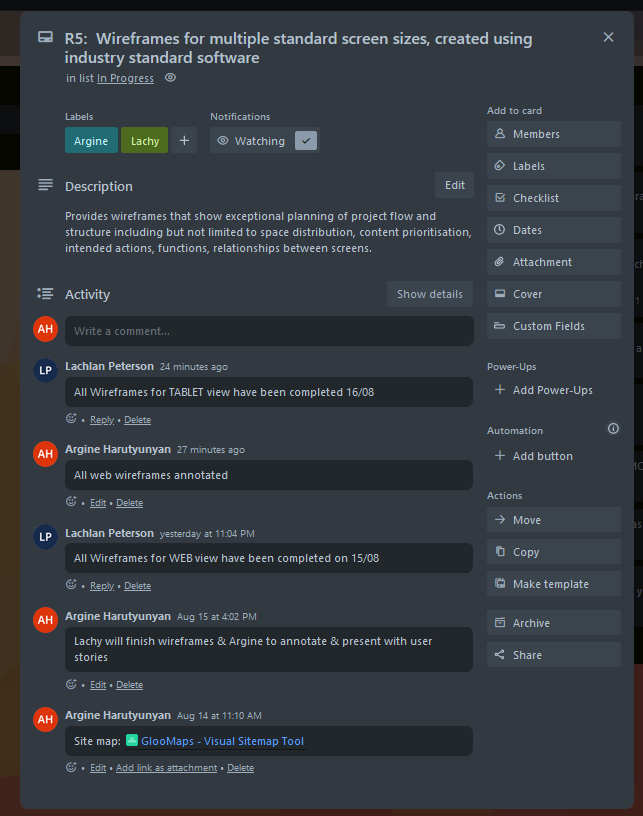 R5:  Wireframes for multiple standard screen sizes, created using
industry standard software
in list In Progress
Labels
Argine
Lachy
+
Notifications
Watching
Description
Edit
Provides wireframes that show exceptional planning of project flow and
structure including but not limited to space distribution, content prioritisation,
intended actions, functions, relationships between screens.
Activity
Show details
AH
Write a comment...
LP
Lachlan Peterson 24 minutes ago
All Wireframes for TABLET view have been completed 16/08
• Reply • Delete
AH
Argine Harutyunyan 27 minutes ago
All web wireframes annotated
• Edit • Delete
LP
Lachlan Peterson yesterday at 11:04 PM
All Wireframes for WEB view have been completed on 15/08
• Reply • Delete
AH
Argine Harutyunyan Aug 15 at 4:02 PM
Lachy will finish wireframes & Argine to annotate & present with user
stories
• Edit • Delete
AH
Argine Harutyunyan Aug 14 at 11:10 AM
Site map: GlooMaps - Visual Sitemap Tool
• Edit • Add link as attachment • Delete
Add to card
Members
Labels
Checklist
Dates
Attachment
Cover
Custom Fields
Power-Ups
+ Add Power-Ups
Automation
+ Add button
Actions
Move
Copy
Make template
Archive
Share